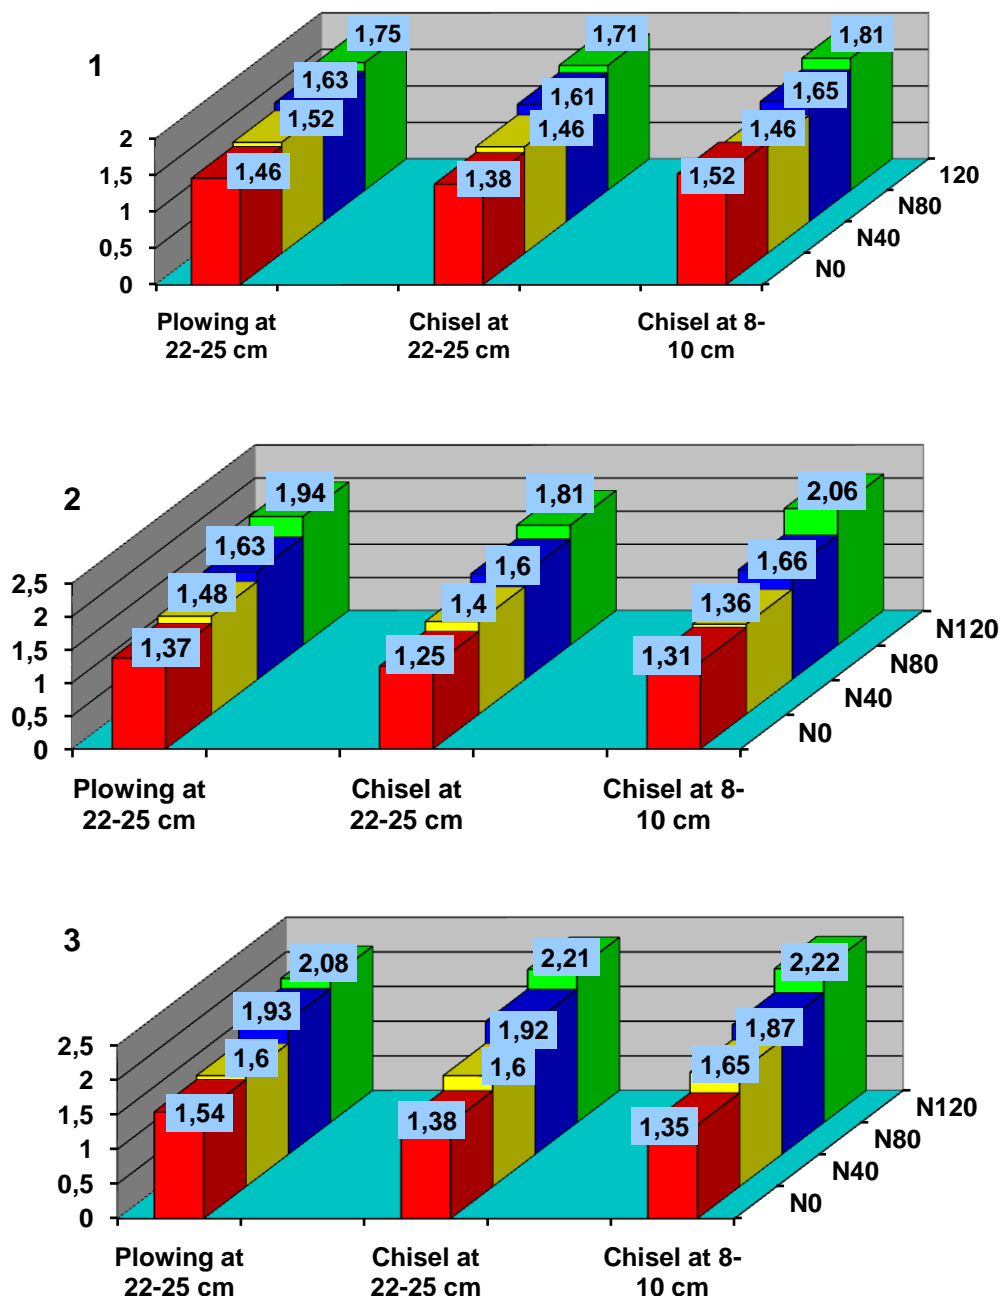 1
1,75
1,71
1,81
1,63
1,61
1,65
1,52
1,46
1,46
1,46
1,38
1,52
2
1,5
1
0,5
0
120
N80
N40
N0
Plowing at
22-25 cm
Chisel at
22-25 cm
Chisel at 8-
10 cm
2
1,94
1,81
2,06
1,63
1,6
1,66
1,48
1,4
1,36
1,37
1,25
1,31
2,5
2
1,5
1
0,5
0
N120
N80
N40
N0
Plowing at
22-25 cm
Chisel at
22-25 cm
Chisel at 8-
10 cm
3
2,08
2,21
2,22
1,93
1,92
1,87
1,6
1,6
1,65
1,54
1,38
1,35
2,5
2
1,5
1
0,5
0
N120
N80
N40
N0
Plowing at
22-25 cm
Chisel at
22-25 cm
Chisel at 8-
10 cm